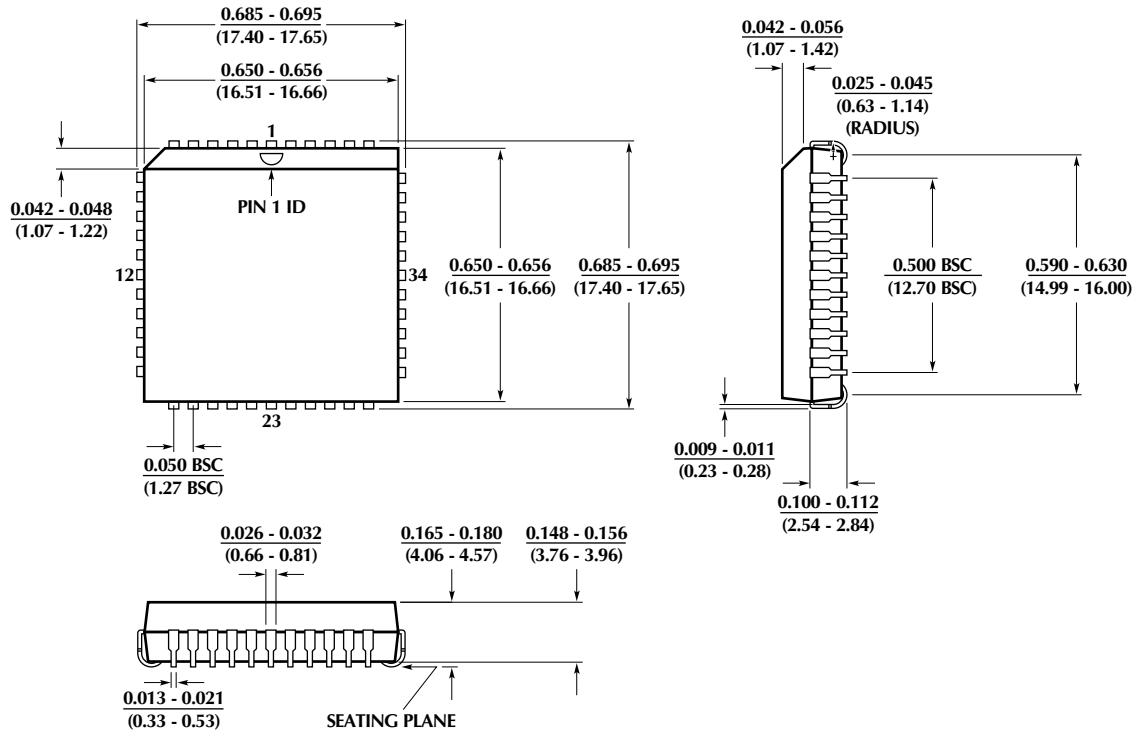 0.685 - 0.695
(17.40 - 17.65)
0.650 - 0.656
(16.51 - 16.66)
1
PIN 1 ID
0.042 - 0.048
(1.07 - 1.22)
12
34
0.650 - 0.656
(16.51 - 16.66)
0.685 - 0.695
(17.40 - 17.65)
23
0.050 BSC
(1.27 BSC)
0.042 - 0.056
(1.07 - 1.42)
0.025 - 0.045
(0.63 - 1.14)
(RADIUS)
0.500 BSC
(12.70 BSC)
0.590 - 0.630
(14.99 - 16.00)
0.009 - 0.011
(0.23 - 0.28)
0.100 - 0.112
(2.54 - 2.84)
0.026 - 0.032
(0.66 - 0.81)
0.165 - 0.180
(4.06 - 4.57)
0.148 - 0.156
(3.76 - 3.96)
0.013 - 0.021
(0.33 - 0.53)
SEATING PLANE